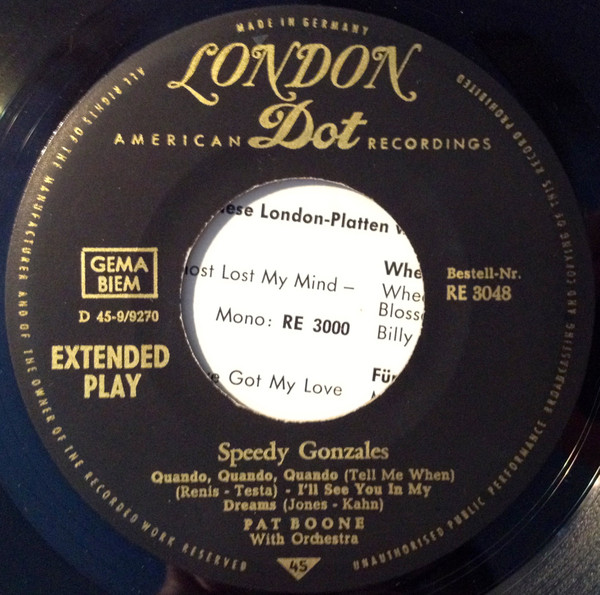 MADE IN GERMANY
LONDON
AMERICAN Dot RECORDINGS
ALL RIGHTS OF THE MANUFACTURER AND OF THE OWNER OF THE RECORDED WORK RESERVED
UNAUTHORISED PUBLIC PERFORMANCE BROADCASTING AND COPYING OF THIS RECORD PROHIBITED
ese London-Platten
ost Lost My Mind –
Whe
Whee
Mono: RE 3000
Blosso
Billy
Got My Love
Für
GEMA
BIEM
D 45-9/9270
EXTENDED
PLAY
Bestell-Nr.
RE 3048
Speedy Gonzales
Quando, Quando, Quando (Tell Me When)
(Renis - Testa) - I'll See You In My
Dreams (Jones - Kahn)
PAT BOONE
With Orchestra
45